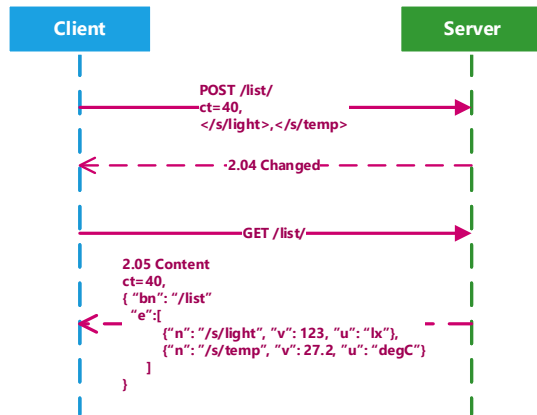 Client
Server
POST /list/
ct=40,
</s/light>,</s/temp>
2.04 Changed
GET /list/
2.05 Content
ct=40,
{ “bn”: “/list”
“e”:[
{“n”: “/s/light”, “v”: 123, “u”: “lx”},
{“n”: “/s/temp”, “v”: 27.2, “u”: “degC”}
]
}